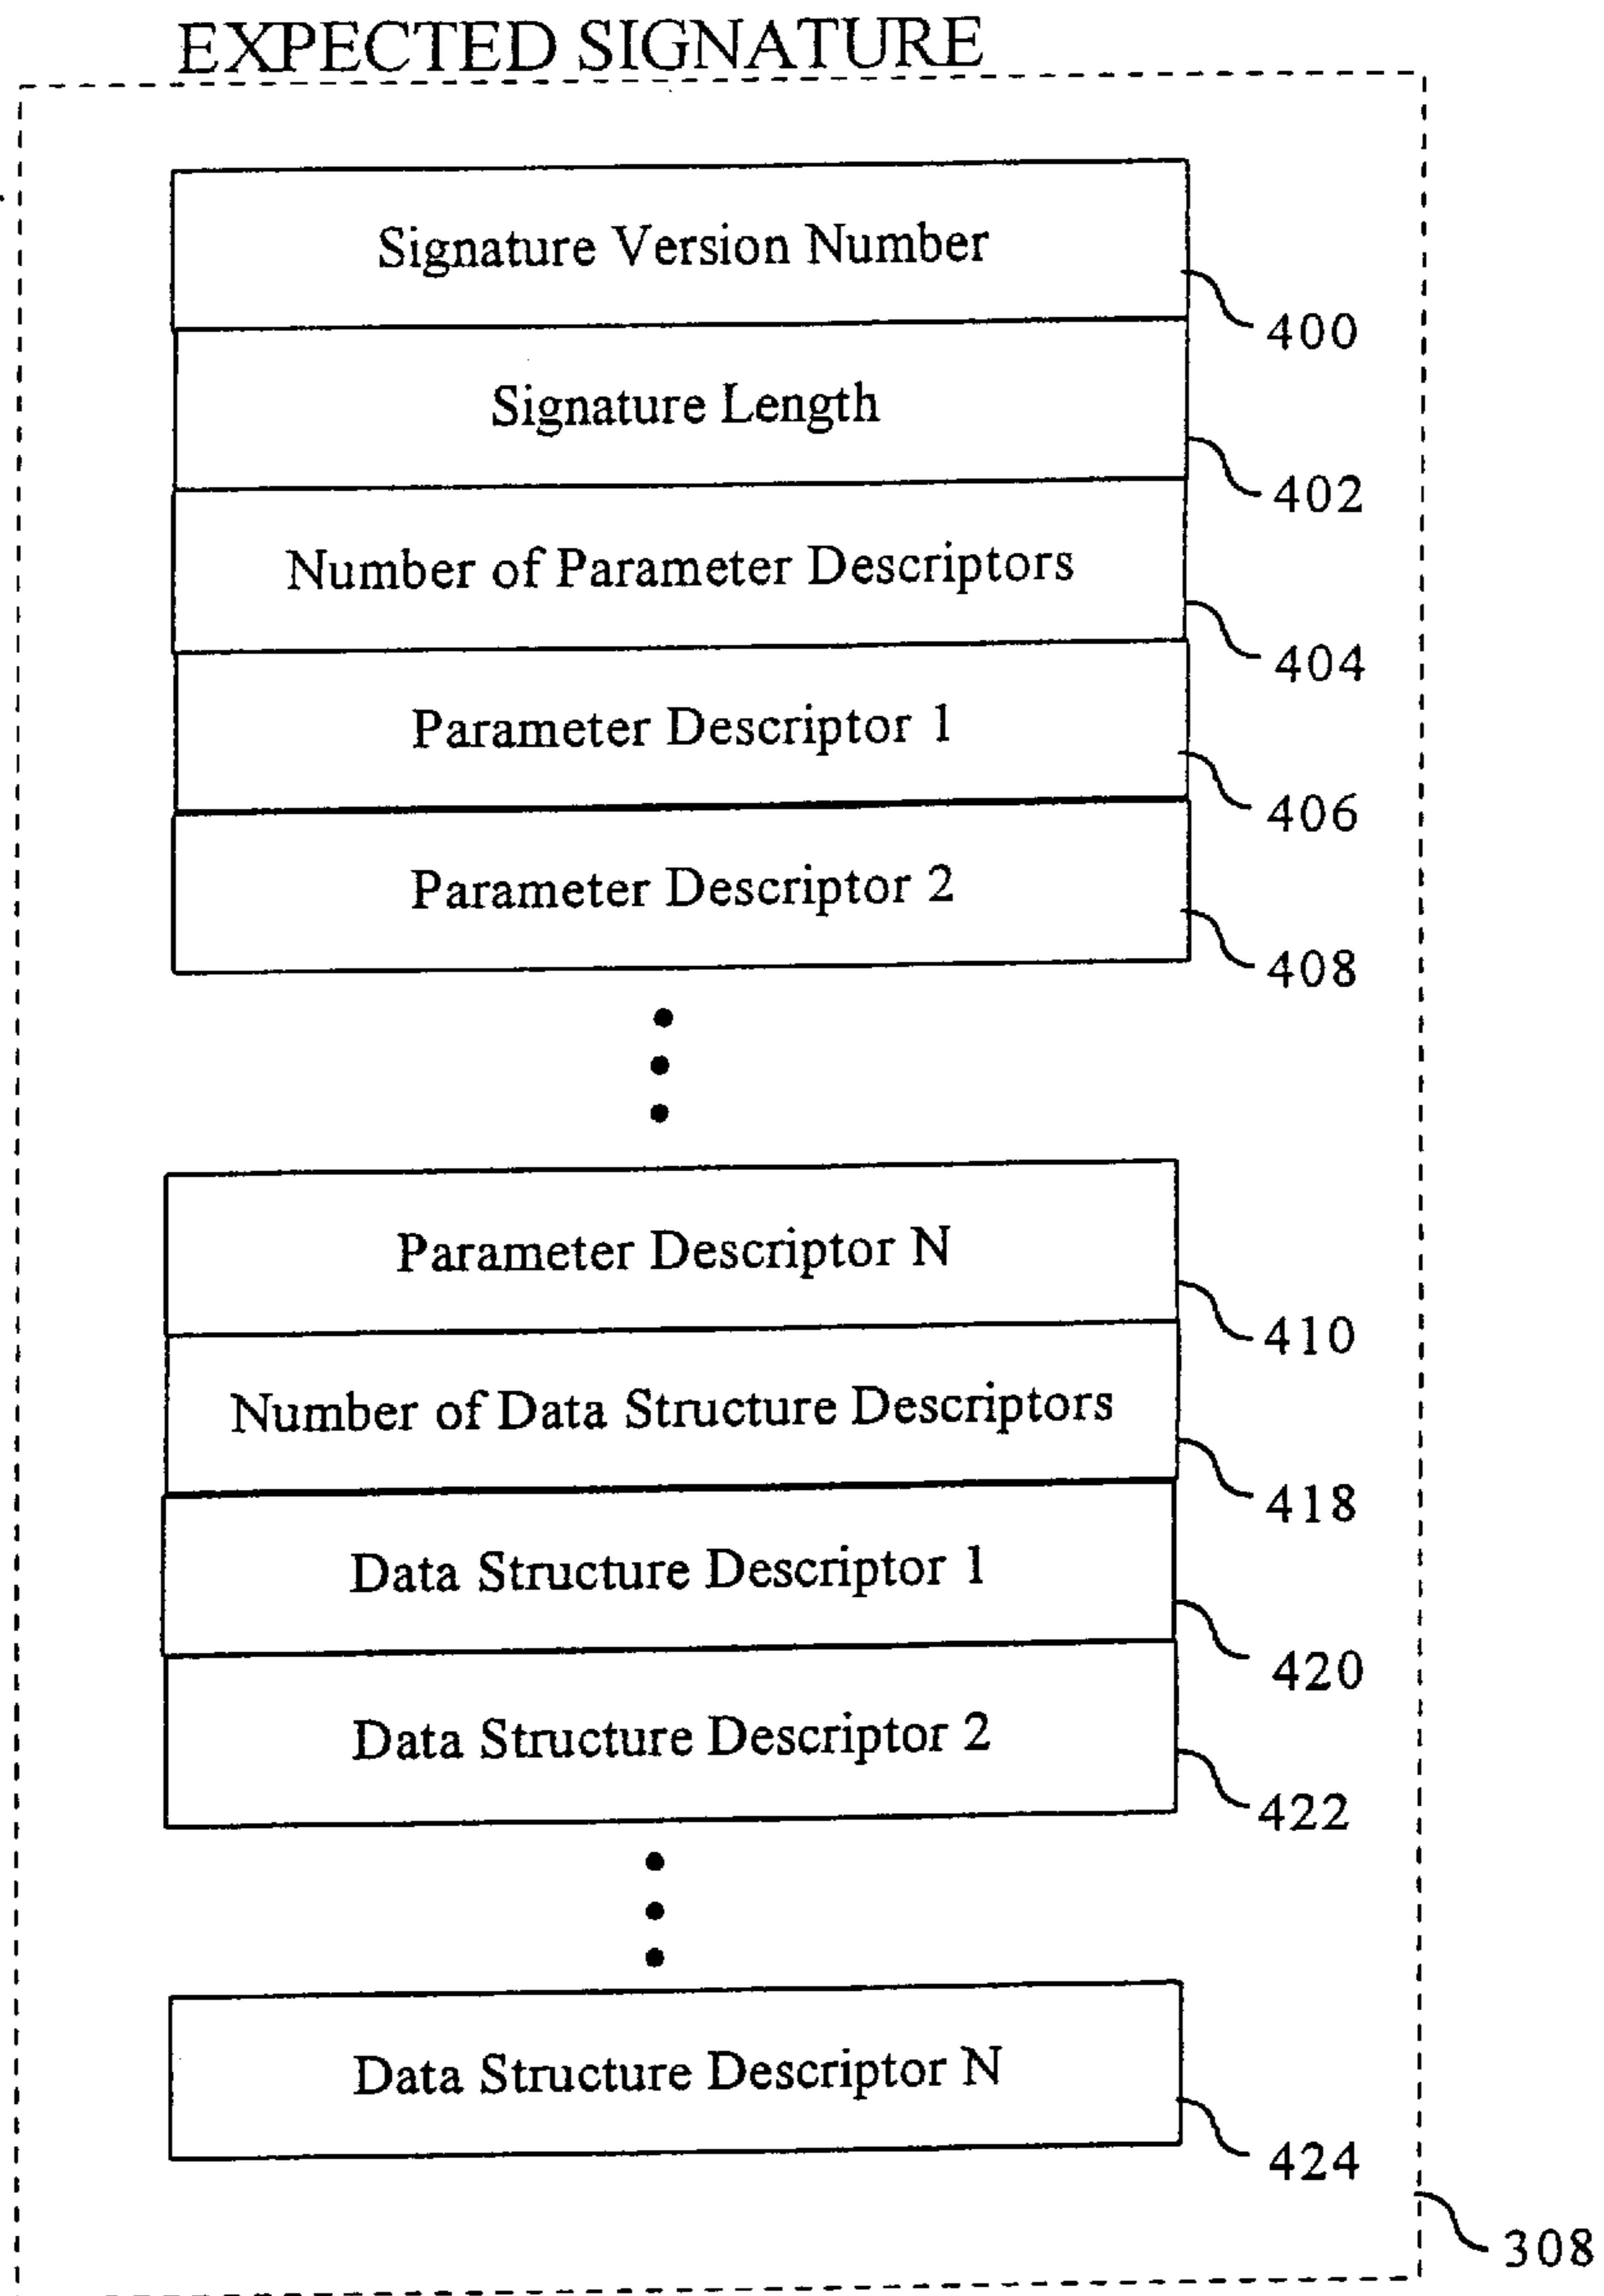 EXPECTED SIGNATURE
Signature Version Number
400
Signature Length
402
Number of Parameter Descriptors
404
Parameter Descriptor 1
406
Parameter Descriptor 2
408
Parameter Descriptor N
410
Number of Data Structure Descriptors
418
Data Structure Descriptor 1
420
Data Structure Descriptor 2
422
Data Structure Descriptor N
424
308